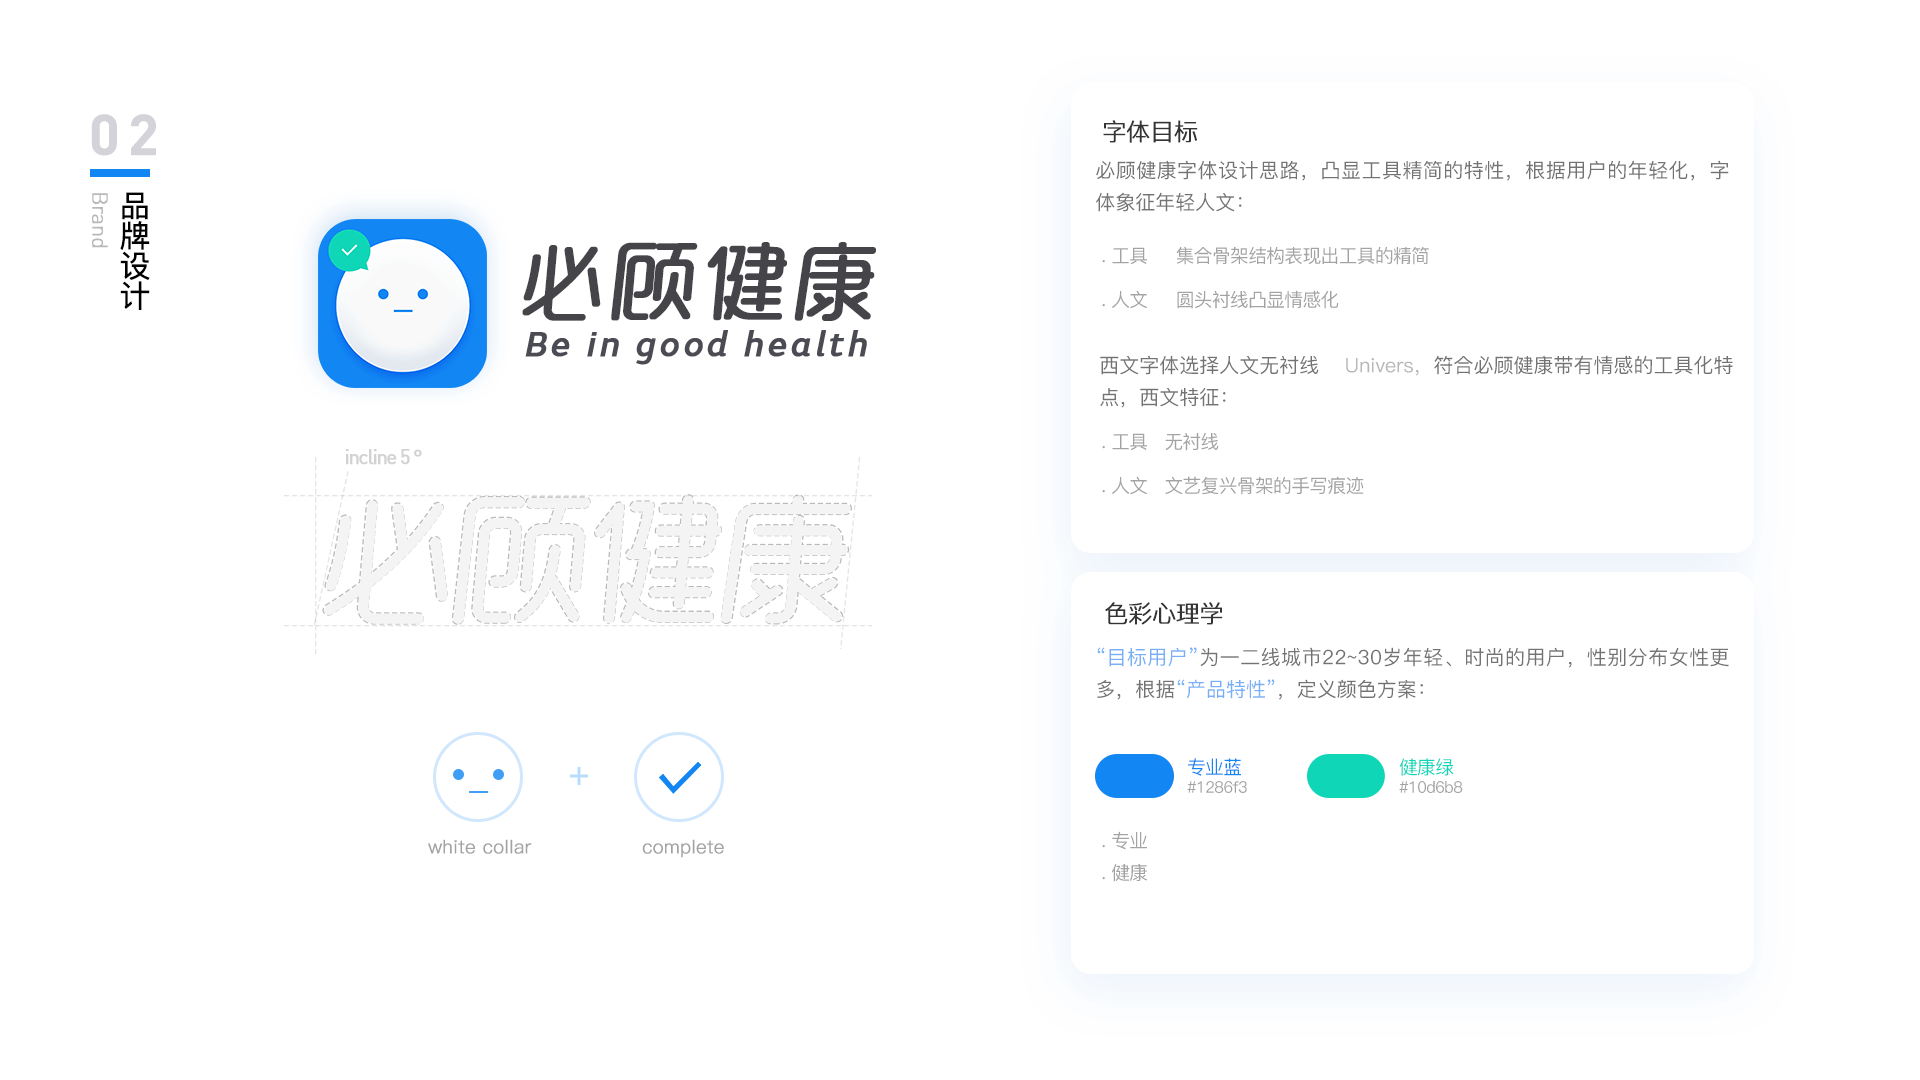 02
品牌设计
Brand
必顾健康
Be in good health
incline 5°
必顾健康
+
white collar
complete
字体目标
必顾健康字体设计思路，凸显工具精简的特性，根据用户的年轻化，字
体象征年轻人文：
. 工具 集合骨架结构表现出工具的精简
. 人文 圆头衬线凸显情感化
西文字体选择人文无衬线 Univers，符合必顾健康带有情感的工具化特
点，西文特征：
. 工具 无衬线
. 人文 文艺复兴骨架的手写痕迹
色彩心理学
“目标用户”为一二线城市22~30岁年轻、时尚的用户，性别分布女性更
多，根据“产品特性”，定义颜色方案：
专业蓝
#1286f3
健康绿
#10d6b8
. 专业
. 健康